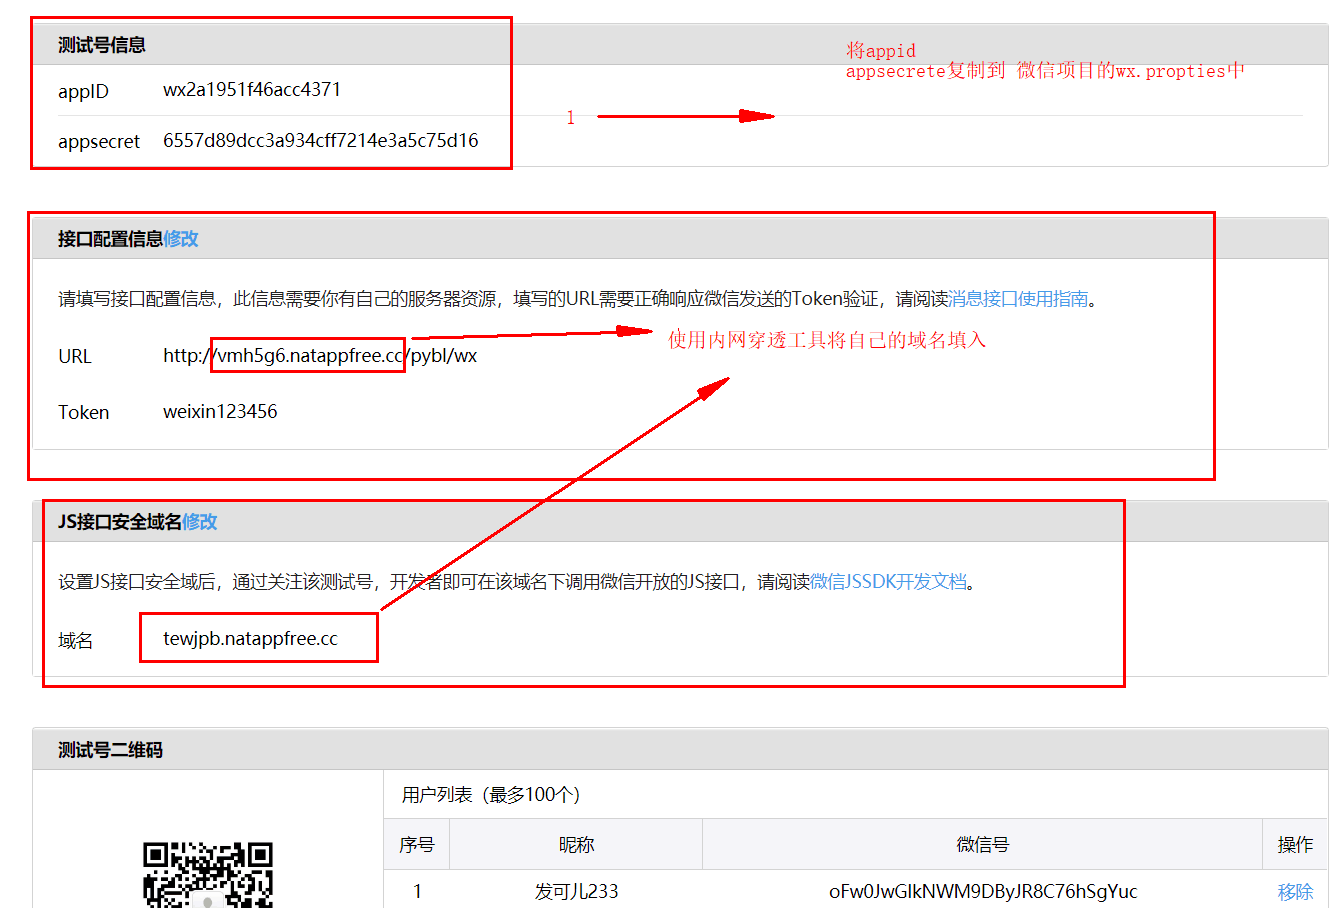 测试号信息
将appid
appsecrete复制到 微信项目的wx.propties中
appID wx2a1951f46acc4371
1
appsecret 6557d89dcc3a934cff7214e3a5c75d16
接口配置信息修改
请填写接口配置信息，此信息需要你有自己的服务器资源，填写的URL需要正确响应微信发送的Token验证，请阅读消息接口使用指南。
使用内网穿透工具将自己的域名填入
URL http://vmh5g6.natappfree.cc/pybl/wx
Token weixin123456
JS接口安全域名修改
设置JS接口安全域后，通过关注该测试号，开发者即可在该域名下调用微信开放的JS接口，请阅读微信JSSDK开发文档。
域名 tewjpb.natappfree.cc
测试号二维码
用户列表（最多100个）
序号 昵称 微信号 操作
1 发可儿233 oFw0JwGlkNWM9DByJR8C76hSgYuc 移除